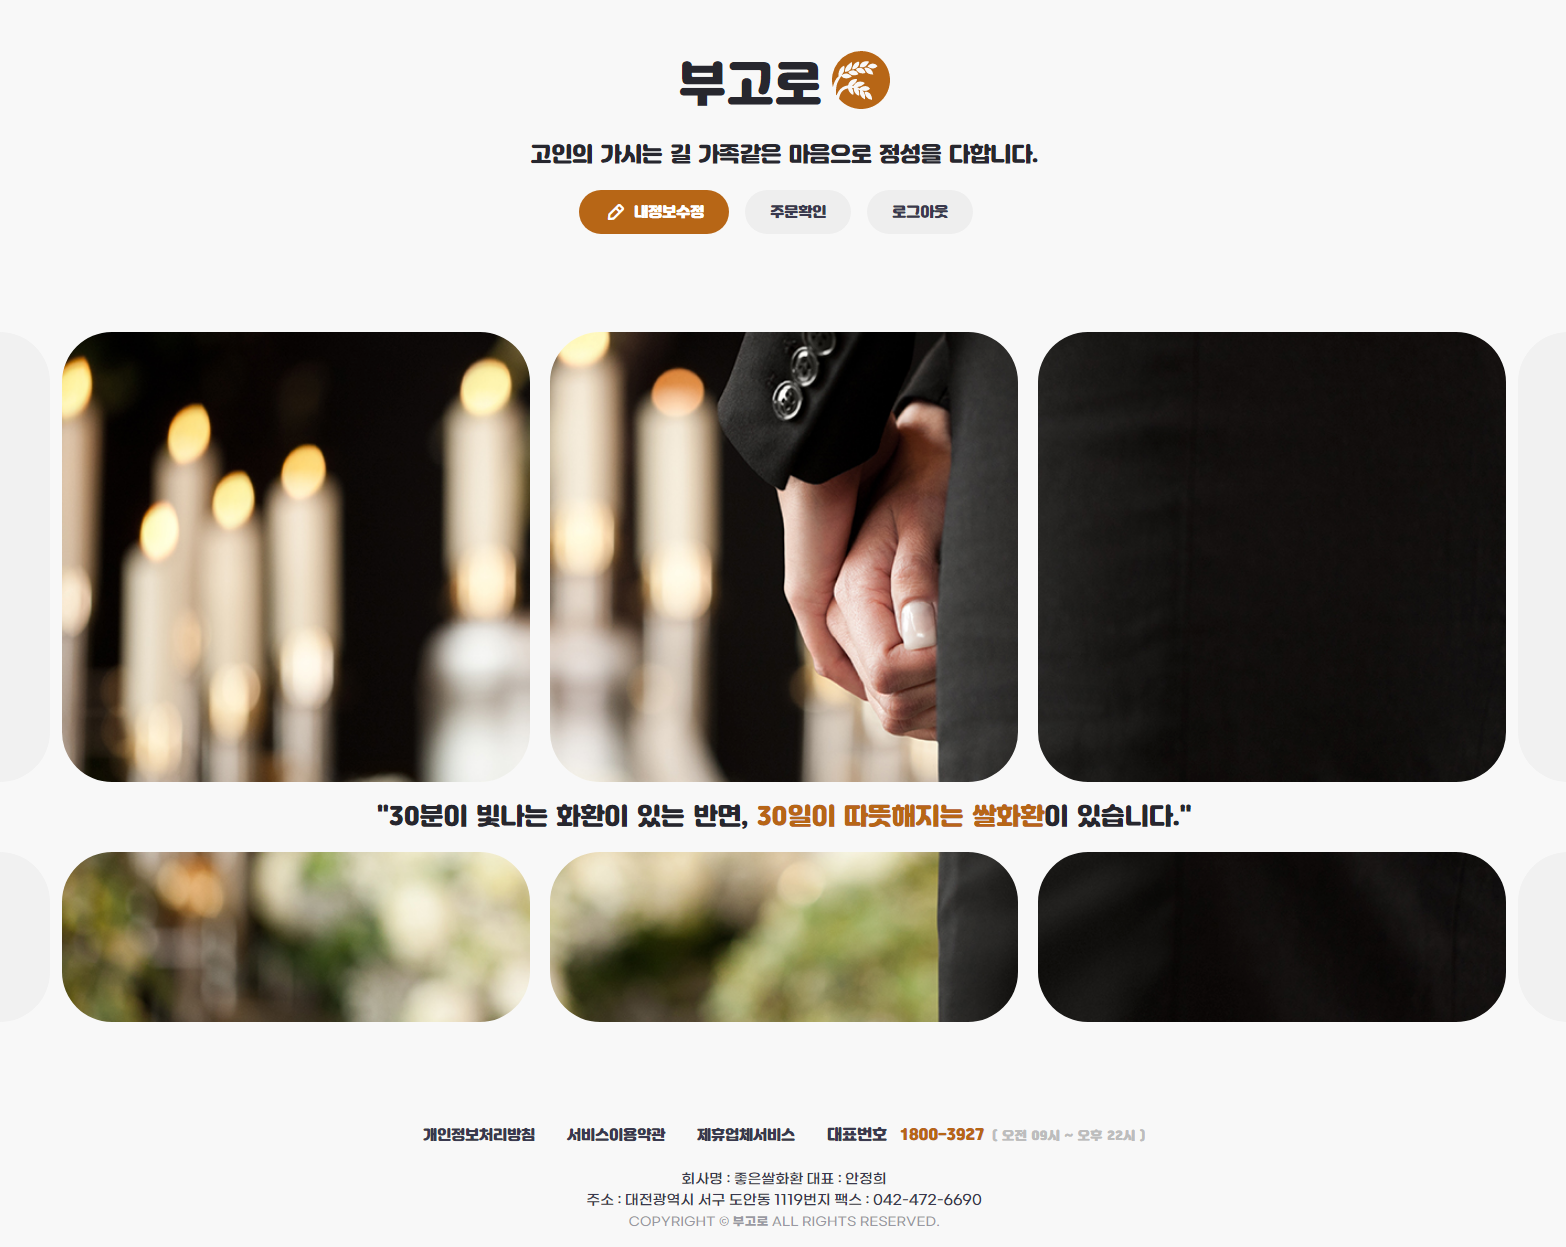 부고로
고인의 가시는 길 가족같은 마음으로 정성을 다합니다.
내정보수정 주문확인 로그아웃
"30분이 빛나는 화환이 있는 반면, 30일이 따뜻해지는 쌀화환이 있습니다."
개인정보처리방침 서비스이용약관 제휴업체서비스 대표번호 1800-3927 ( 오전 09시 ~ 오후 22시 )
회사명 : 좋은쌀화환 대표 : 안정희
주소 : 대전광역시 서구 도안동 1119번지 팩스 : 042-472-6690
COPYRIGHT © 부고로 ALL RIGHTS RESERVED.